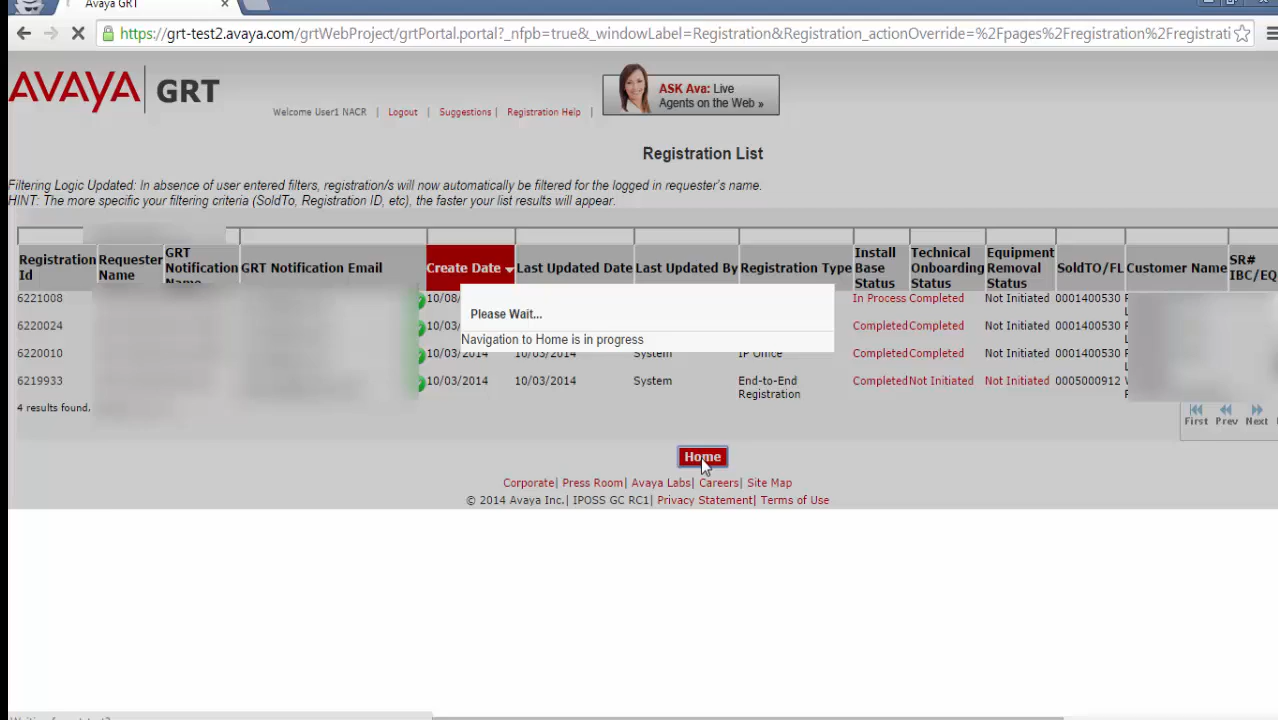 Avaya GRT
https://grt-test2.avaya.com/grtWebProject/grtPortal.portal?_nfpb=true&_windowLabel=Registration&Registration_actionOverride=%2Fpages%2Fregistration%2Fregistrati
AVAYA GRT
ASK Ava: Live
Agents on the Web »
Welcome User1 NACR | Logout | Suggestions | Registration Help |
Registration List
Filtering Logic Updated: In absence of user entered filters, registration/s will now automatically be filtered for the logged in requester's name.
HINT: The more specific your filtering criteria (SoldTo, Registration ID, etc), the faster your list results will appear.
Registration Id Requester Name GRT Notification Name GRT Notification Email Create Date Last Updated Date Last Updated By Registration Type Install Base Status Technical Onboarding Status Equipment Removal Status SoldTO/FL Customer Name SR# IBC/EQ
6221008 10/08/ In Process Completed Not Initiated 0001400530
6220024 10/03/ Completed Completed Not Initiated 0001400530
6220010 10/03/2014 10/03/2014 System IP Office Completed Completed Not Initiated 0001400530
6219933 10/03/2014 10/03/2014 System End-to-End Registration Completed Not Initiated Not Initiated 0005000912
Please Wait...
Navigation to Home is in progress
4 results found.
First Prev Next
Home
Corporate| Press Room| Avaya Labs| Careers| Site Map
© 2014 Avaya Inc.| IPOSS GC RC1| Privacy Statement| Terms of Use